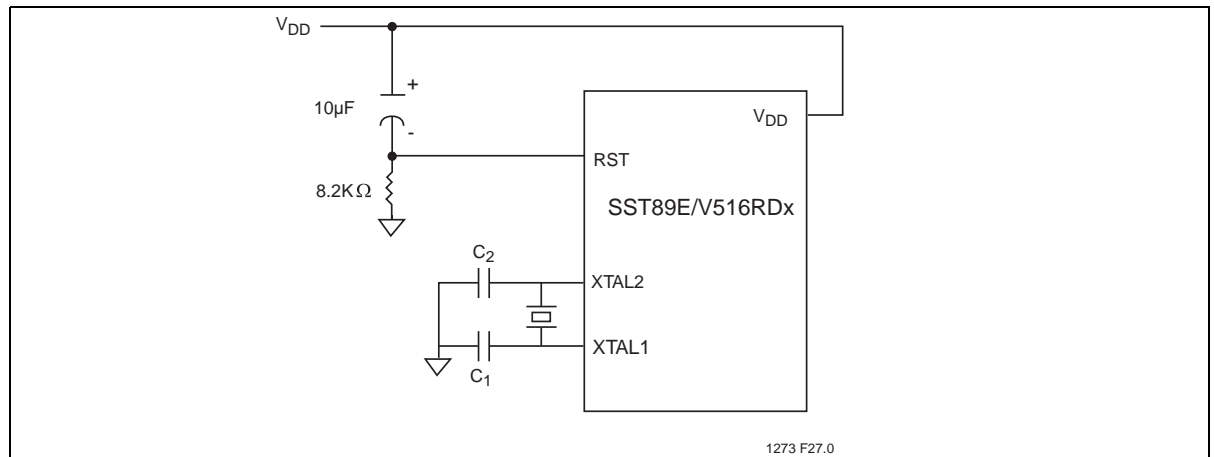 VDD
+
10µF
-
8.2KΩ
VDD
RST
SST89E/V516RDx
C2
XTAL2
XTAL1
C1
1273 F27.0